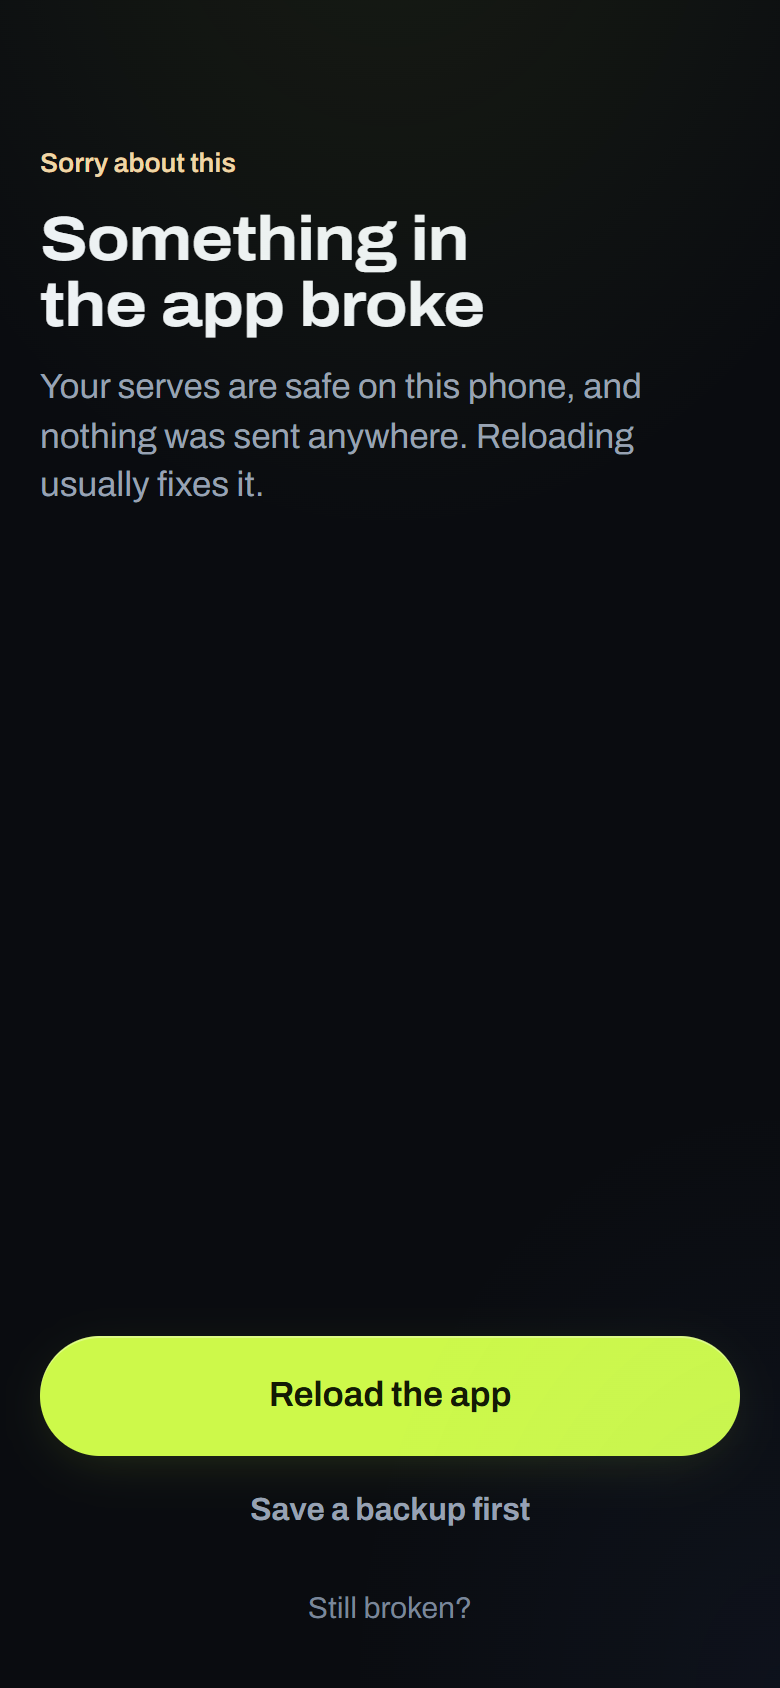 Sorry about this
Something in
the app broke
Your serves are safe on this phone, and
nothing was sent anywhere. Reloading
usually fixes it.
Reload the app
Save a backup first
Still broken?